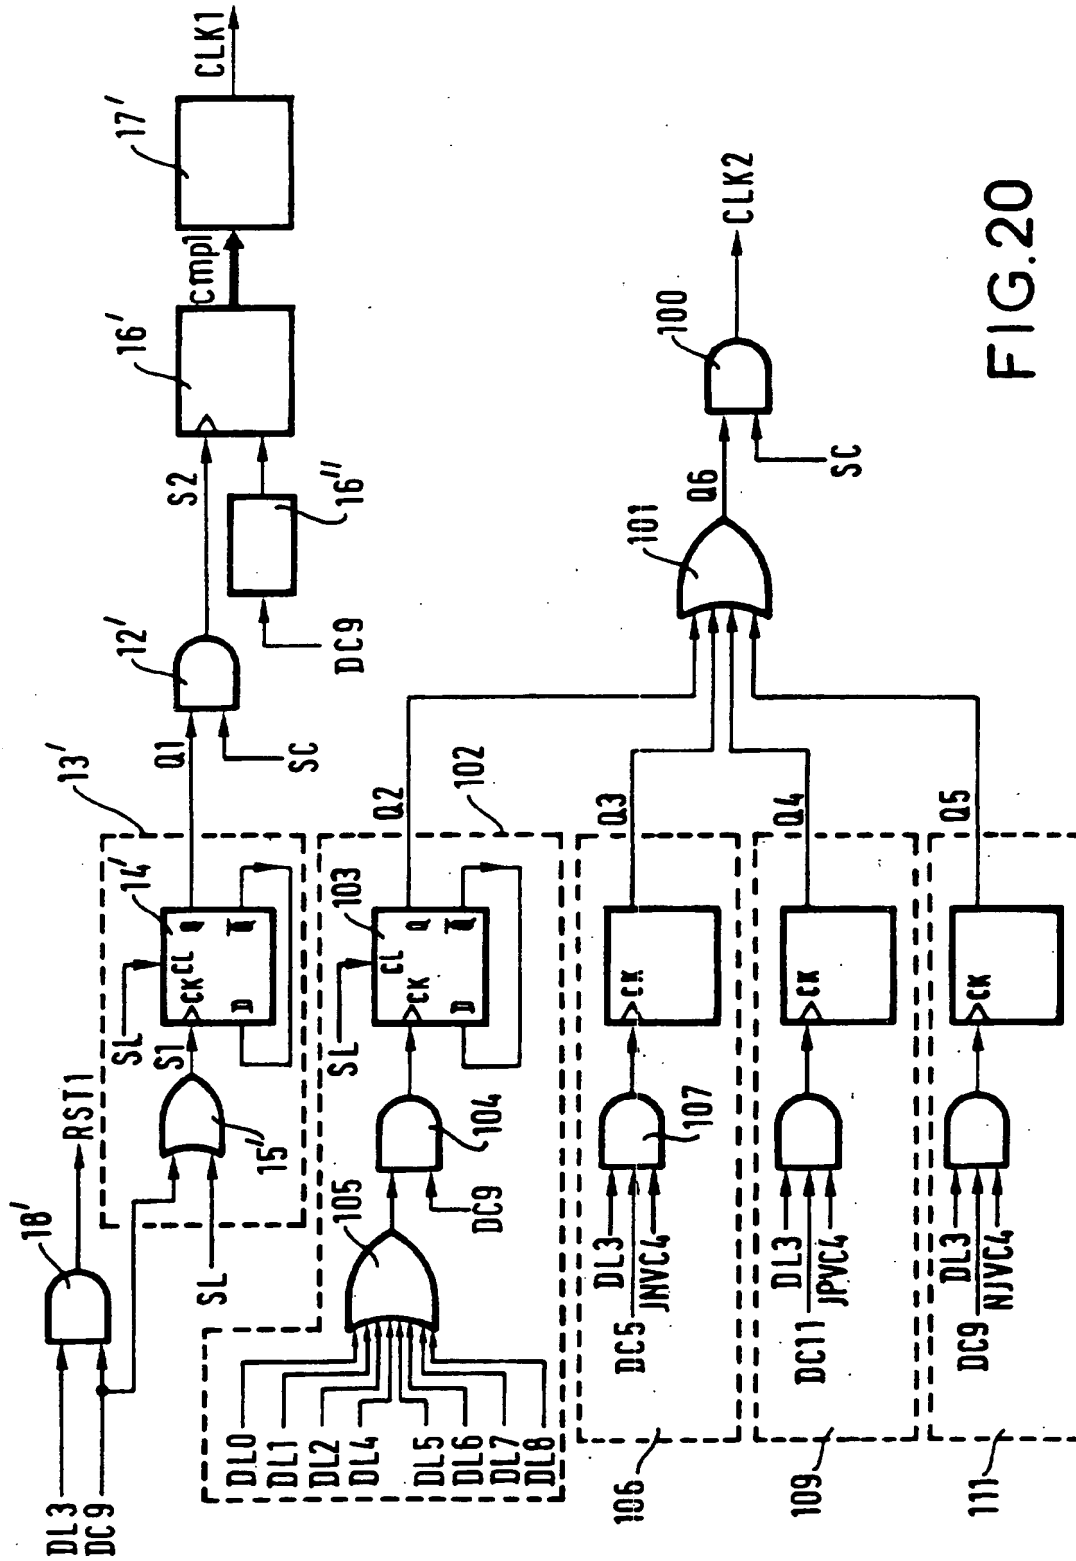 DL3
DC9
18'
RST1
SL
S1
15"
SL
14'
CK
CL
Q
D
Q
13'
Q1
SC
12'
S2
DC9
16"
16'
cmp1
17'
CLK1
DL0
DL1
DL2
DL4
DL5
DL6
DL7
DL8
105
DC9
104
SL
CK
CL
103
Q
D
Q
Q2
102
106
DL3
DC5
JNVC4
107
CK
Q3
109
DL3
DC11
JPVC4
CK
Q4
111
DL3
DC9
NJVC4
CK
Q5
101
Q6
SC
100
CLK2
FIG.20